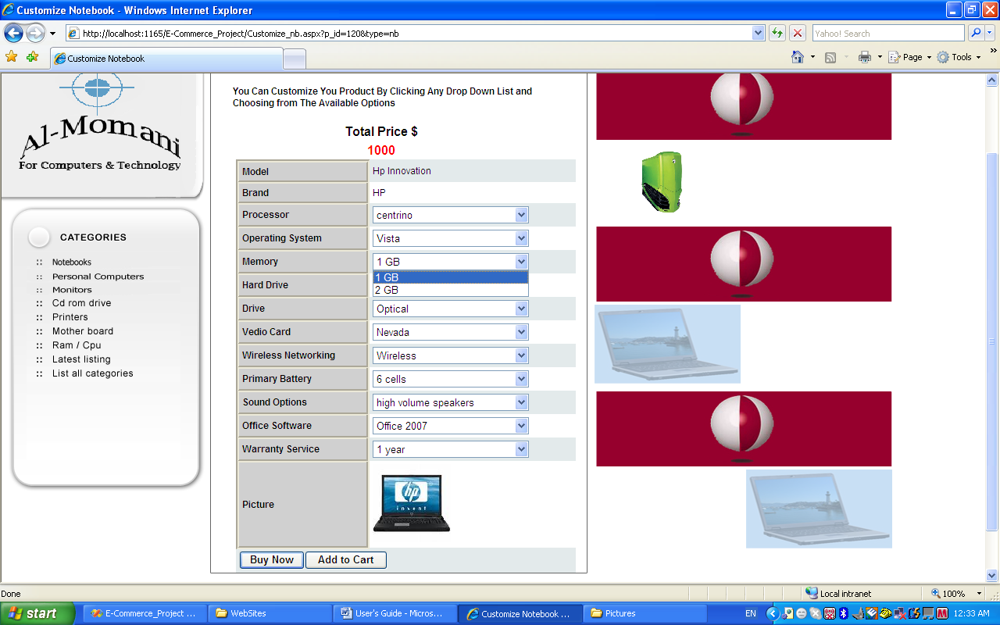 Customize Notebook - Windows Internet Explorer
http://localhost:1165/E-Commerce_Project/Customize_nb.aspx?p_id=120&type=nb
Yahoo! Search
Customize Notebook
Page
Tools
Al-Momani
For Computers & Technology
CATEGORIES
:: Notebooks
:: Personal Computers
:: Monitors
:: Cd rom drive
:: Printers
:: Mother board
:: Ram / Cpu
:: Latest listing
:: List all categories
You Can Customize You Product By Clicking Any Drop Down List and
Choosing from The Available Options
Total Price $
1000
Model Hp Innovation
Brand HP
Processor centrino
Operating System Vista
Memory 1 GB
1 GB
Hard Drive
2 GB
Drive Optical
Vedio Card Nevada
Wireless Networking Wireless
Primary Battery 6 cells
Sound Options high volume speakers
Office Software Office 2007
Warranty Service 1 year
Picture
hp
invent
Buy Now Add to Cart
Done
Local intranet
100%
start
E-Commerce_Project ...
WebSites
User's Guide - Micros...
Customize Notebook ...
Pictures
EN
12:33 AM